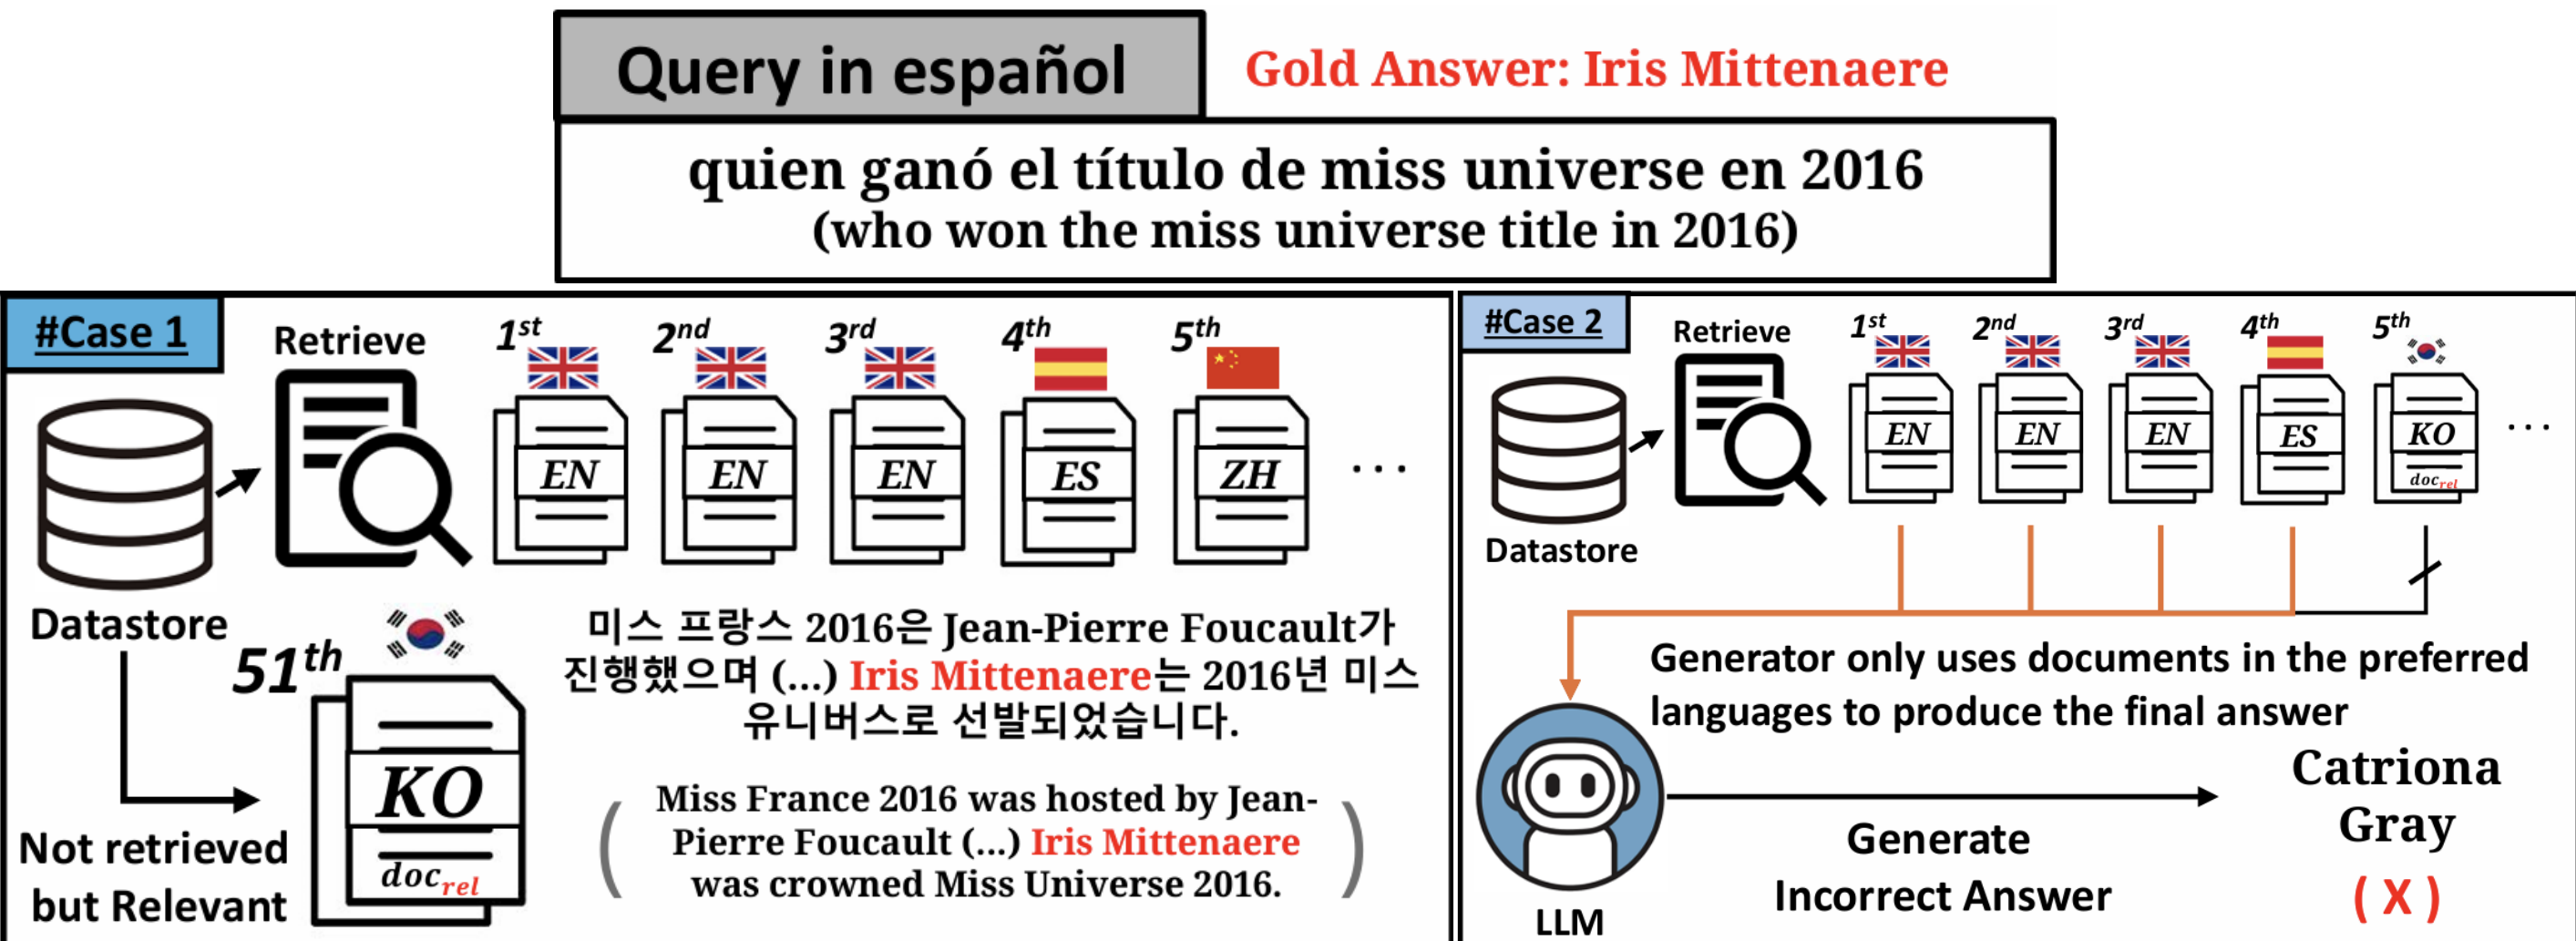 Query in español
Gold Answer: Iris Mittenaere
quien ganó el título de miss universe en 2016
(who won the miss universe title in 2016)
#Case 1
Retrieve
1st
2nd
3rd
4th
5th
EN
EN
EN
ES
ZH
...
Datastore
51th
KO
docrel
Not retrieved
but Relevant
미스 프랑스 2016은 Jean-Pierre Foucault가
진행했으며 (...) Iris Mittenaere는 2016년 미스
유니버스로 선발되었습니다.
( Miss France 2016 was hosted by Jean-
Pierre Foucault (...) Iris Mittenaere
was crowned Miss Universe 2016. )
#Case 2
Retrieve
1st
2nd
3rd
4th
5th
EN
EN
EN
ES
KO
docrel
...
Datastore
Generator only uses documents in the preferred
languages to produce the final answer
LLM
Generate
Incorrect Answer
Catriona
Gray
( X )